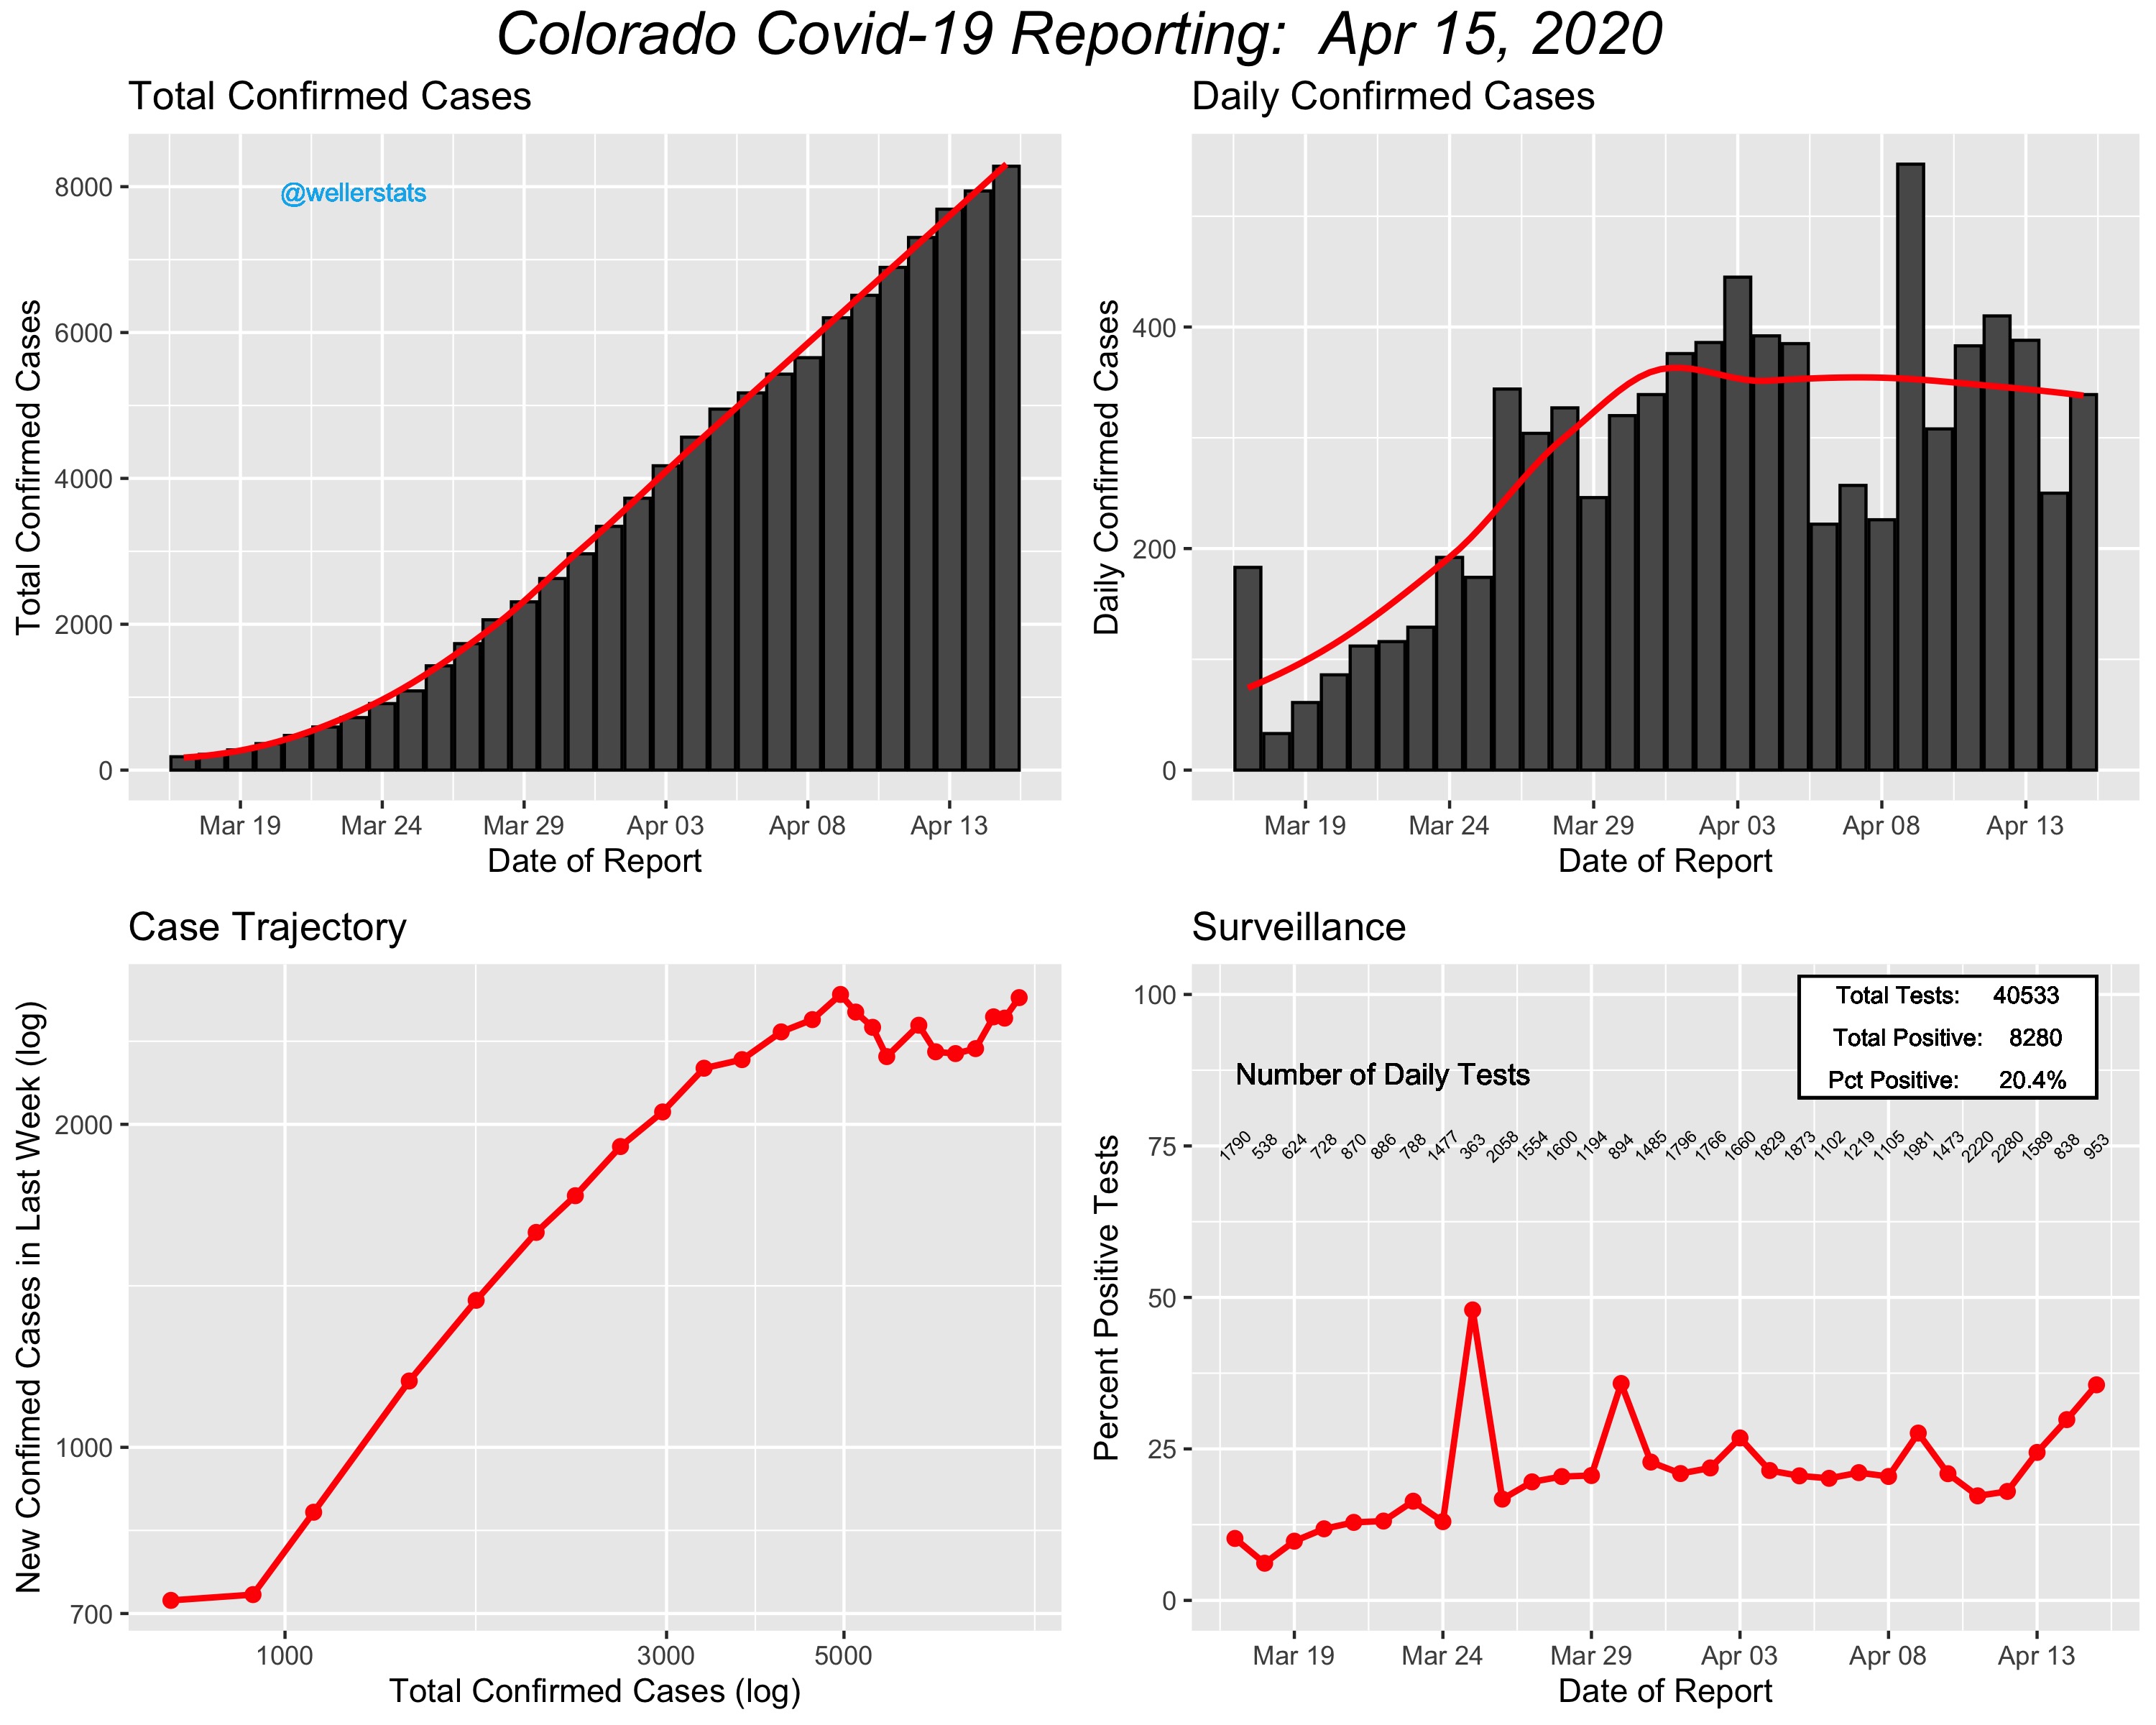 Colorado Covid-19 Reporting:  Apr 15, 2020
Total Confirmed Cases
@wellerstats
Total Confirmed Cases
8000
6000
4000
2000
0
Mar 19 Mar 24 Mar 29 Apr 03 Apr 08 Apr 13
Date of Report
Daily Confirmed Cases
Daily Confirmed Cases
400
200
0
Mar 19 Mar 24 Mar 29 Apr 03 Apr 08 Apr 13
Date of Report
Case Trajectory
New Confimed Cases in Last Week (log)
2000
1000
700
1000 3000 5000
Total Confirmed Cases (log)
Surveillance
Percent Positive Tests
100
75
50
25
0
Total Tests: 40533
Total Positive: 8280
Pct Positive: 20.4%
Number of Daily Tests
1790 538 624 728 870 886 788 1477 363 2058 1554 1600 1194 894 1485 1796 1766 1660 1829 1873 1102 1219 1105 1981 1473 2220 2280 1589 838 953
Mar 19 Mar 24 Mar 29 Apr 03 Apr 08 Apr 13
Date of Report